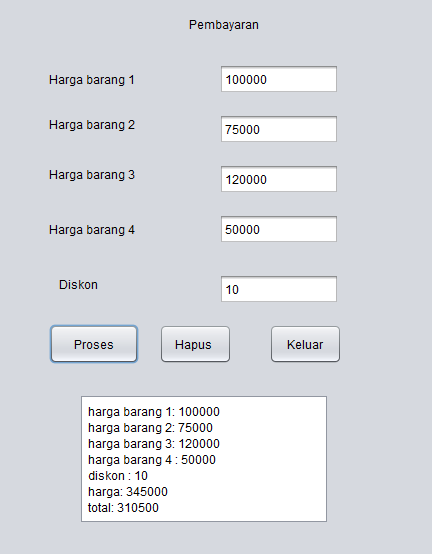 Pembayaran
Harga barang 1 100000
Harga barang 2 75000
Harga barang 3 120000
Harga barang 4 50000
Diskon 10
Proses Hapus Keluar
harga barang 1: 100000
harga barang 2: 75000
harga barang 3: 120000
harga barang 4 : 50000
diskon : 10
harga: 345000
total: 310500